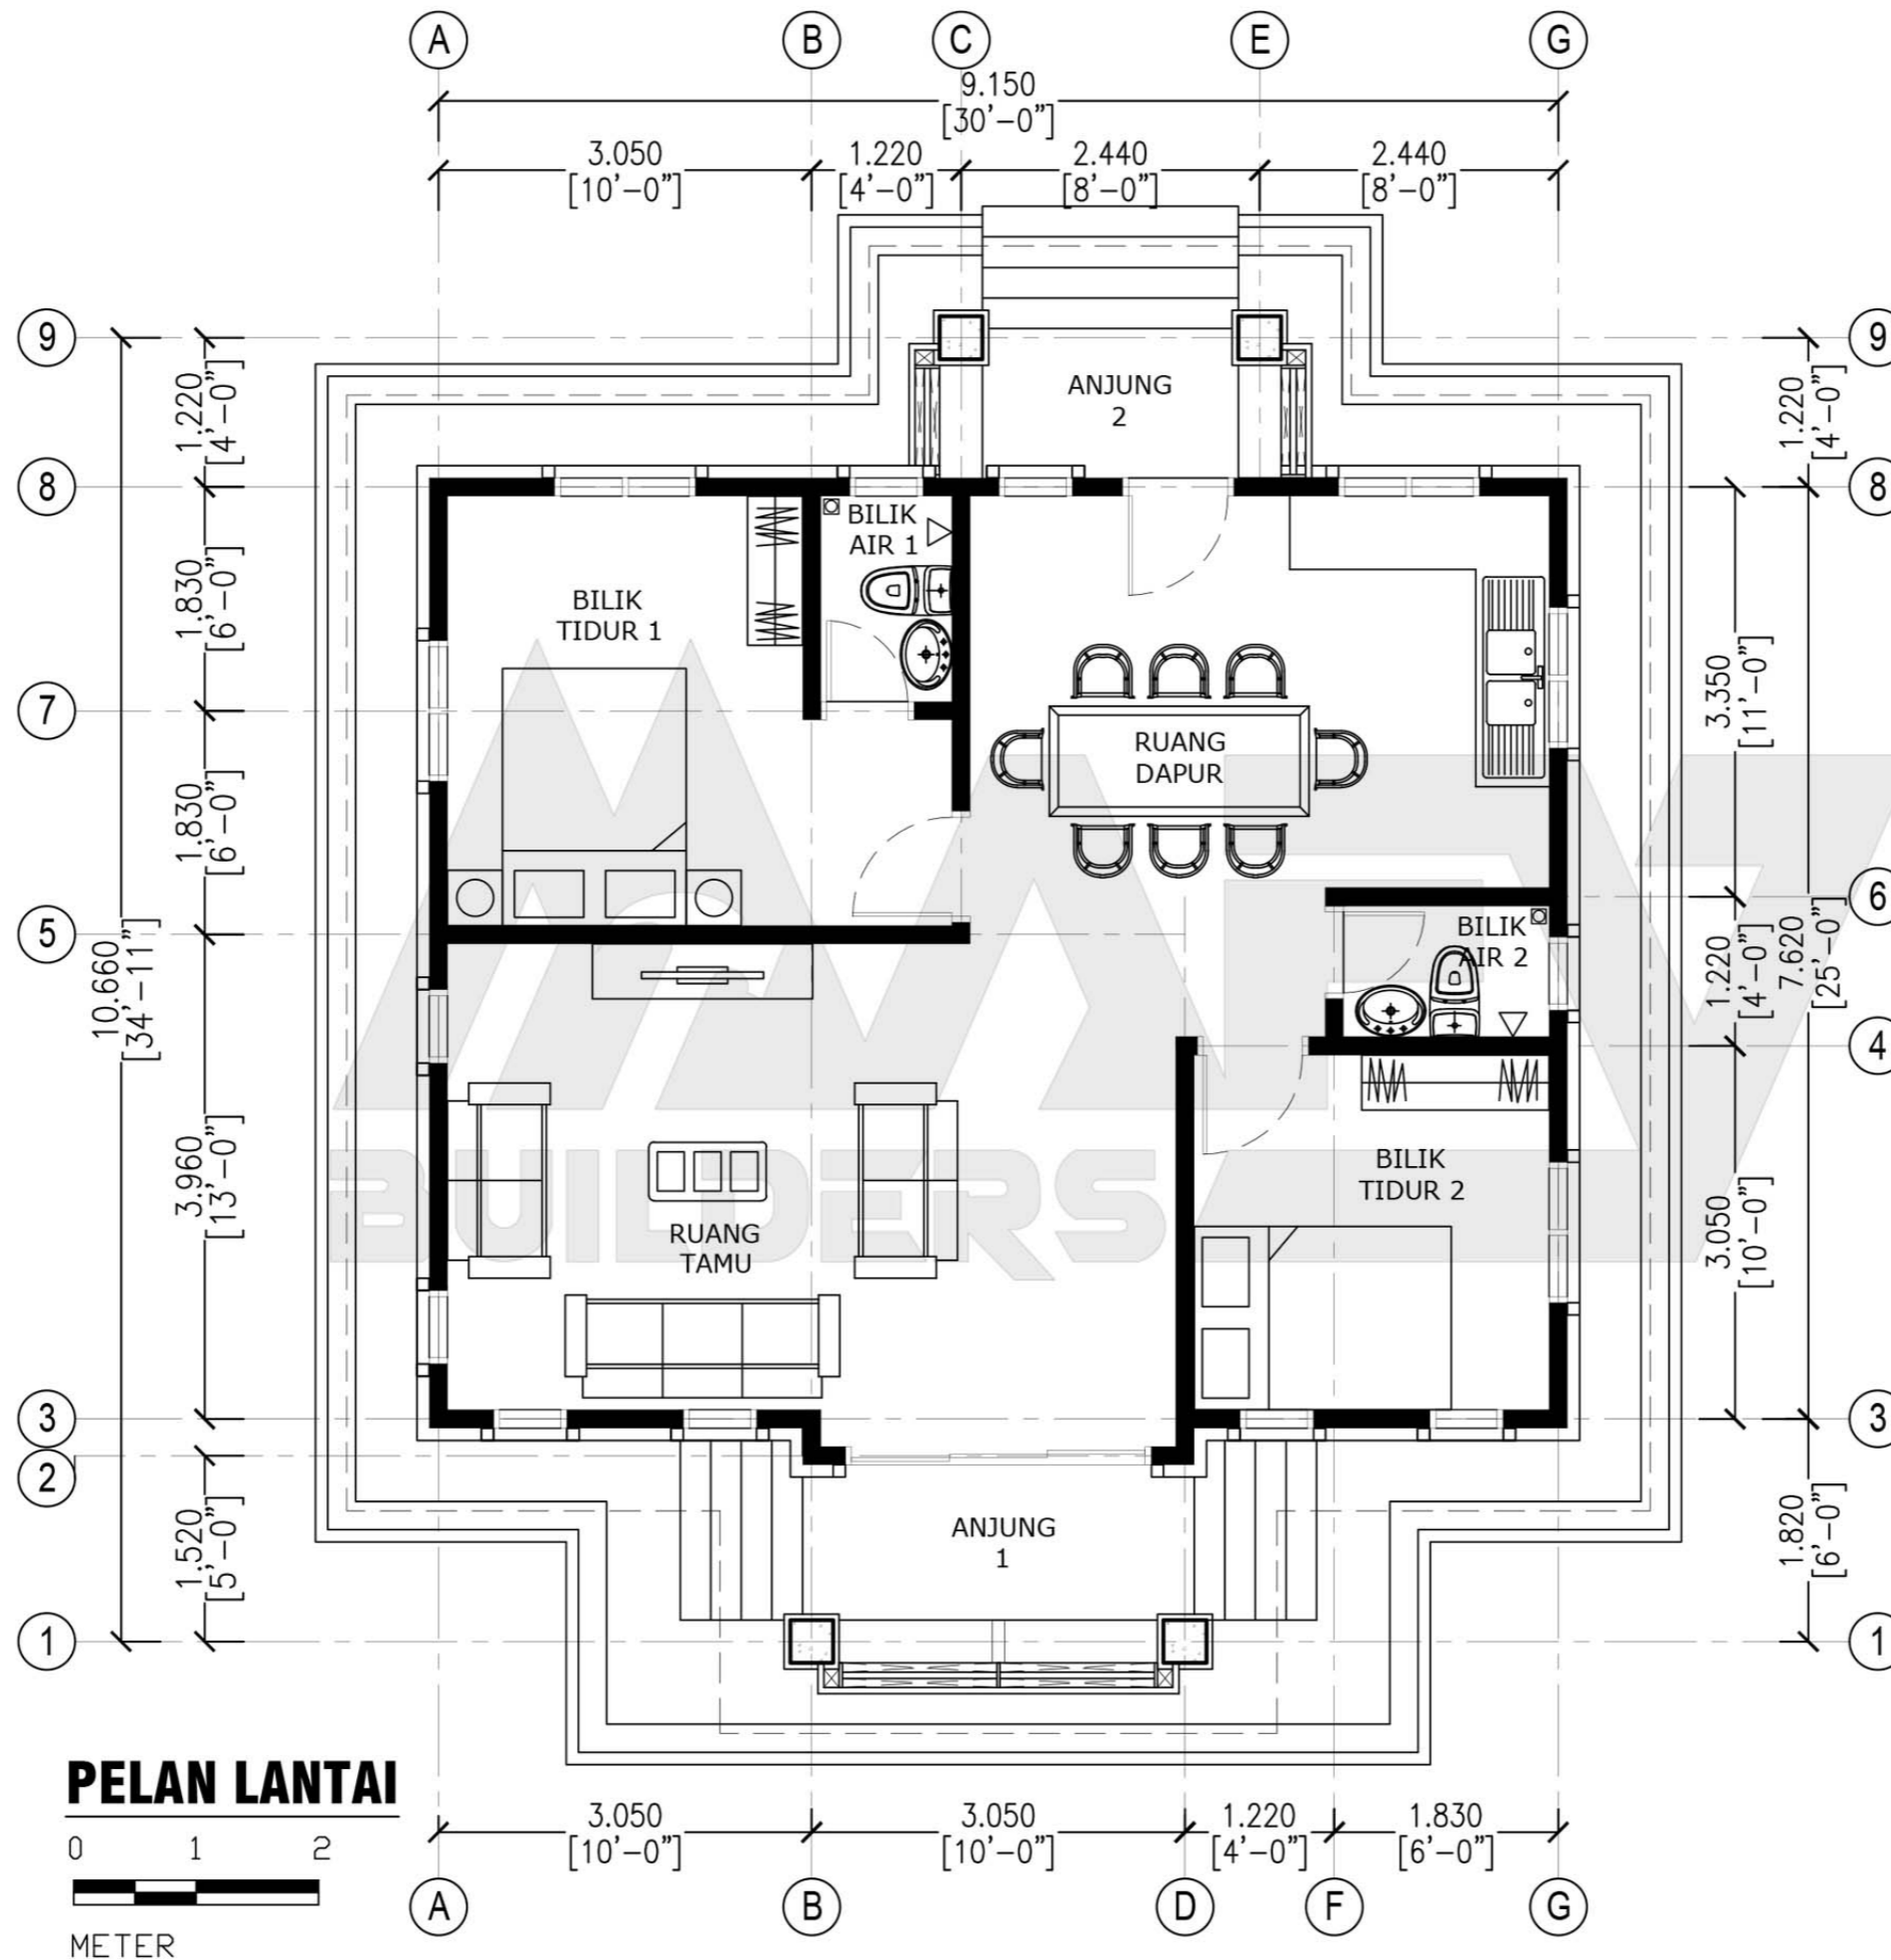 A B C E G
9.150
[30'-0"]
3.050 1.220 2.440 2.440
[10'-0"] [4'-0"] [8'-0"] [8'-0"]
9 9
ANJUNG
2
1.220
[4'-0"]
1.220
[4'-0"]
8 8
BILIK
AIR 1
BILIK
TIDUR 1
1.830
[6'-0"]
3.350
[11'-0"]
7
RUANG
DAPUR
1.830
[6'-0"]
6
5
BILIK
AIR 2
10.660
[34'-11"]
1.220
[4'-0"]
7.620
[25'-0"]
4
3.960
[13'-0"]
BILIK
TIDUR 2
3.050
[10'-0"]
BUILDERS
RUANG
TAMU
3 3
2
ANJUNG
1
1.520
[5'-0"]
1.820
[6'-0"]
1 1
PELAN LANTAI
0 1 2
METER
3.050 3.050 1.220 1.830
[10'-0"] [10'-0"] [4'-0"] [6'-0"]
A B D F G